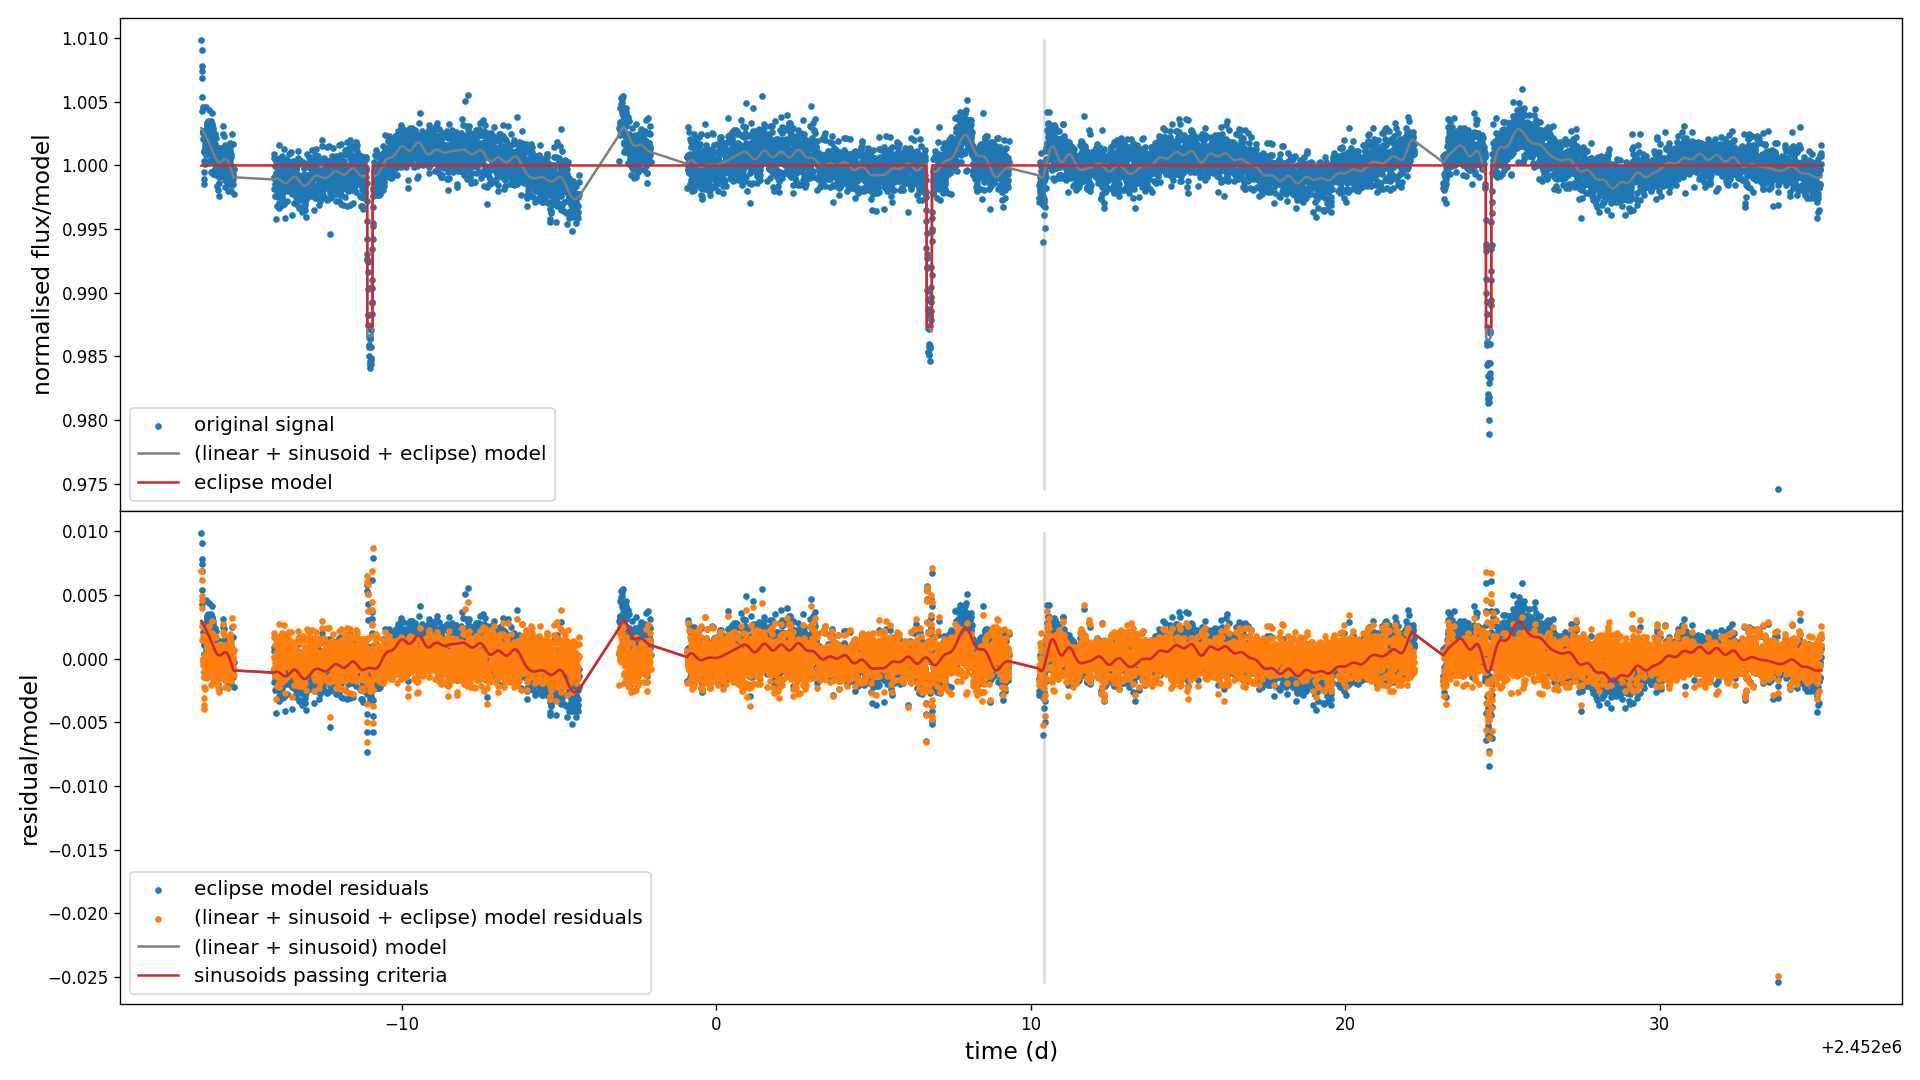 1.010
1.005
1.000
0.995
0.990
0.985
0.980
0.975
normalised flux/model
original signal
(linear + sinusoid + eclipse) model
eclipse model
0.010
0.005
0.000
−0.005
−0.010
−0.015
−0.020
−0.025
residual/model
eclipse model residuals
(linear + sinusoid + eclipse) model residuals
(linear + sinusoid) model
sinusoids passing criteria
−10 0 10 20 30
time (d)
+2.452e6